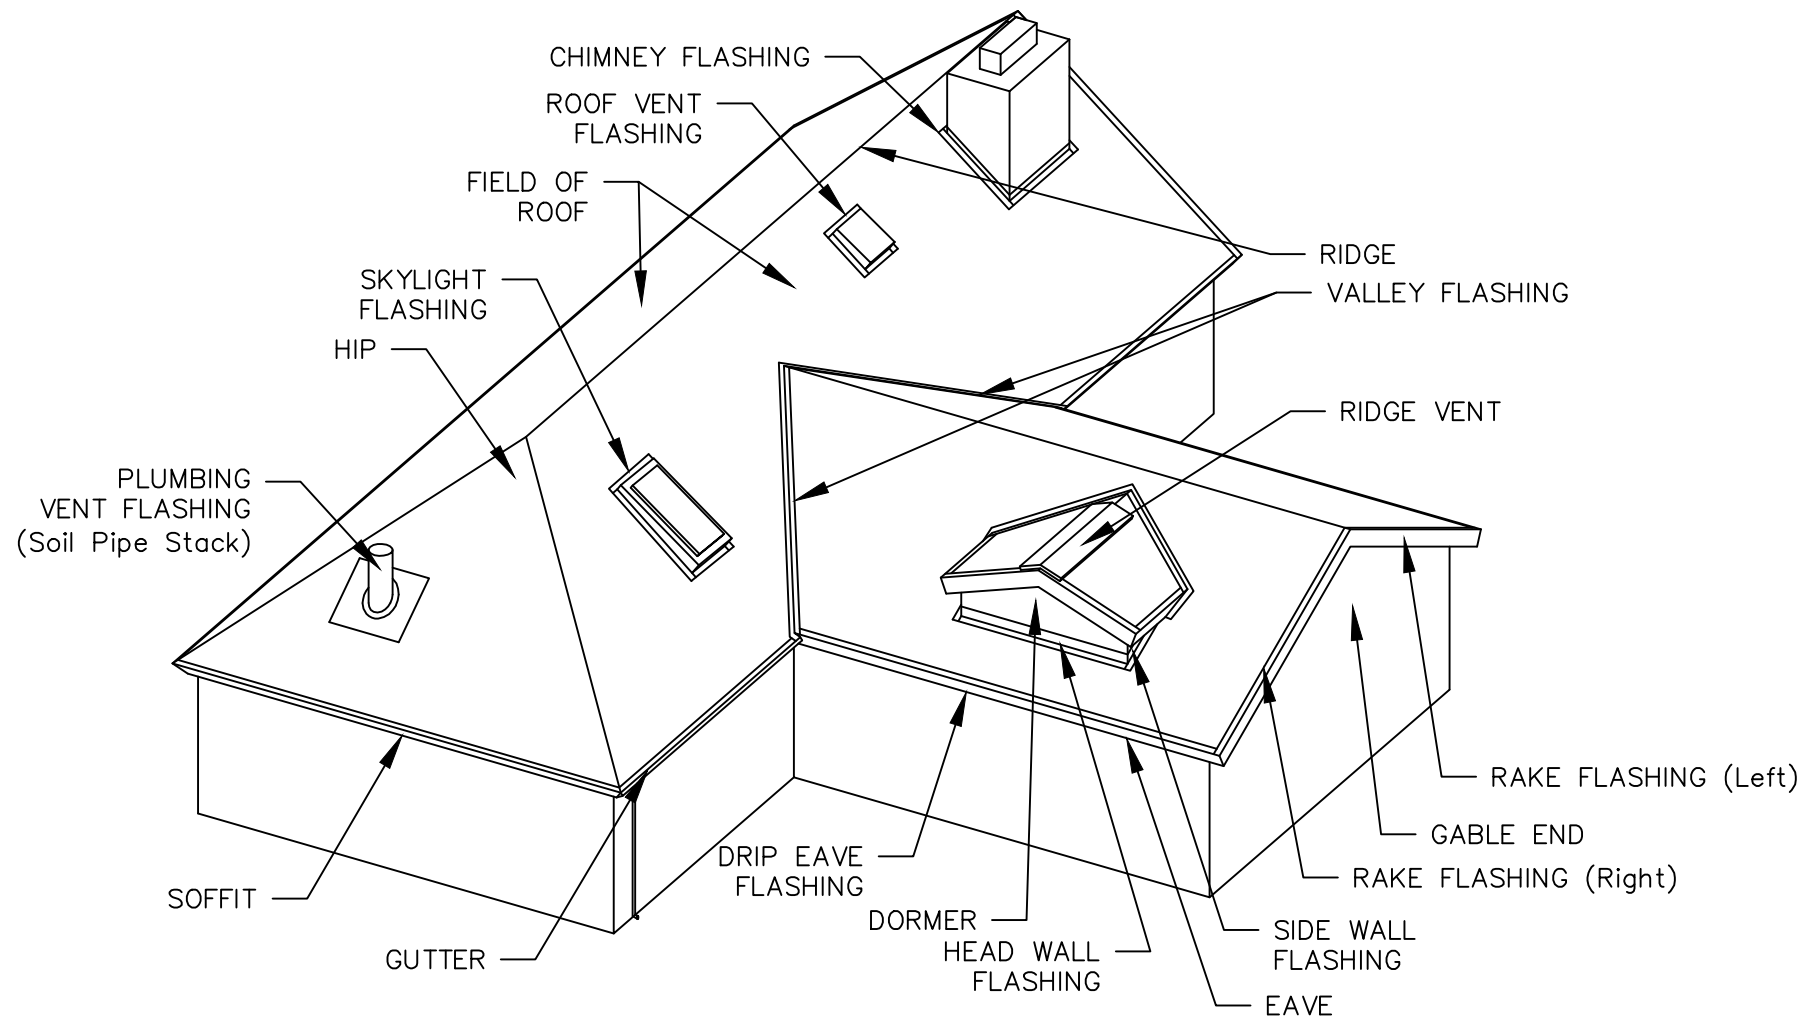 CHIMNEY FLASHING
ROOF VENT
FLASHING
FIELD OF
ROOF
SKYLIGHT
FLASHING
HIP
PLUMBING
VENT FLASHING
(Soil Pipe Stack)
RIDGE
VALLEY FLASHING
RIDGE VENT
RAKE FLASHING (Left)
GABLE END
RAKE FLASHING (Right)
SIDE WALL
FLASHING
EAVE
HEAD WALL
FLASHING
DORMER
DRIP EAVE
FLASHING
SOFFIT
GUTTER